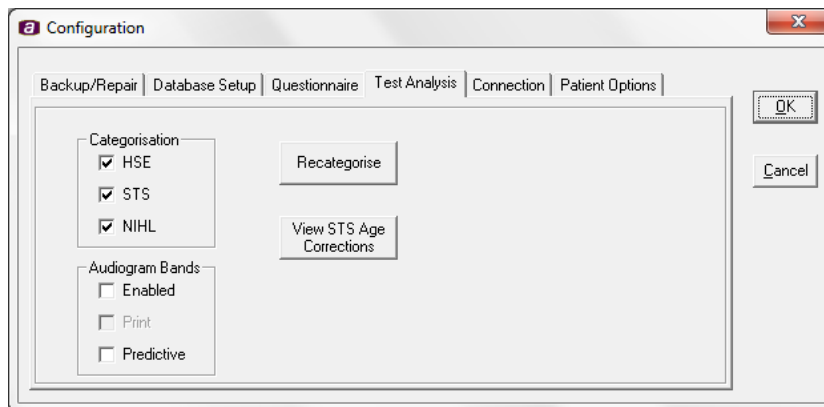 a Configuration
X
Backup/Repair Database Setup Questionnaire Test Analysis Connection Patient Options
OK
Cancel
Categorisation
HSE
STS
NIHL
Recategorise
View STS Age
Corrections
Audiogram Bands
Enabled
Print
Predictive